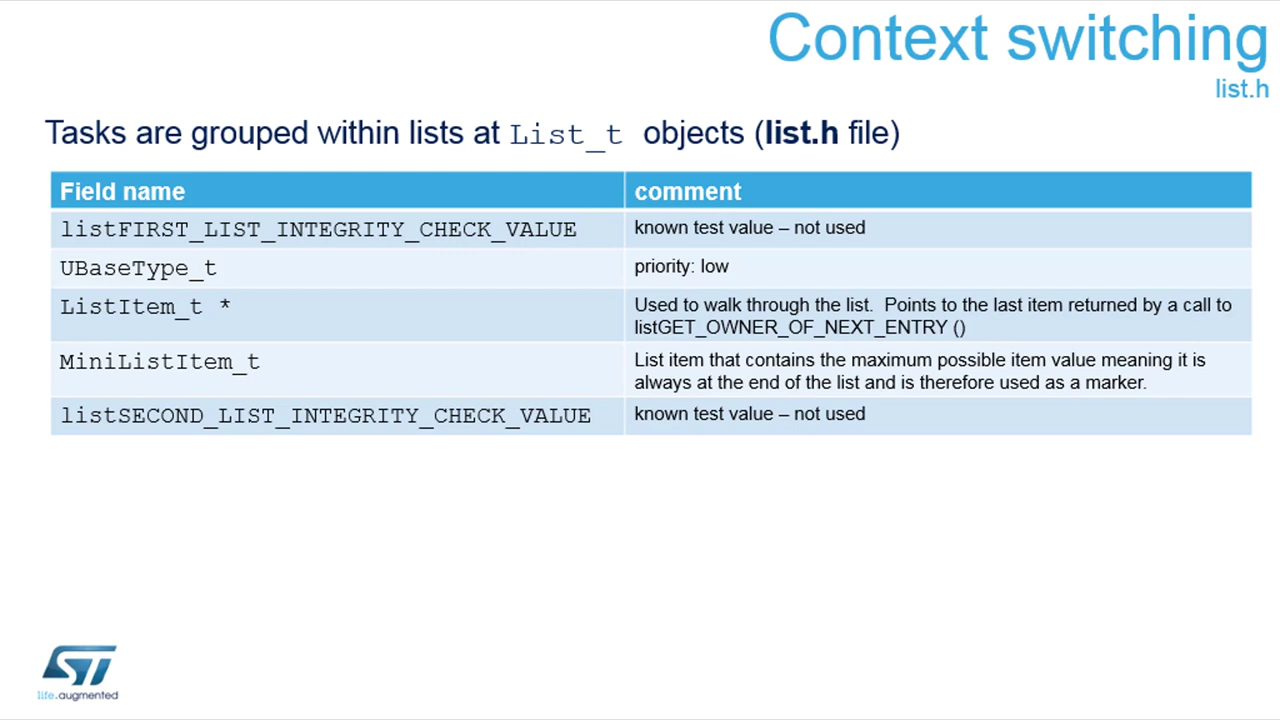 Context switching
list.h
Tasks are grouped within lists at List_t objects (list.h file)
Field name comment
listFIRST_LIST_INTEGRITY_CHECK_VALUE known test value – not used
UBaseType_t priority: low
ListItem_t * Used to walk through the list. Points to the last item returned by a call to
listGET_OWNER_OF_NEXT_ENTRY ()
MiniListItem_t List item that contains the maximum possible item value meaning it is
always at the end of the list and is therefore used as a marker.
listSECOND_LIST_INTEGRITY_CHECK_VALUE known test value – not used
ST
life.augmented